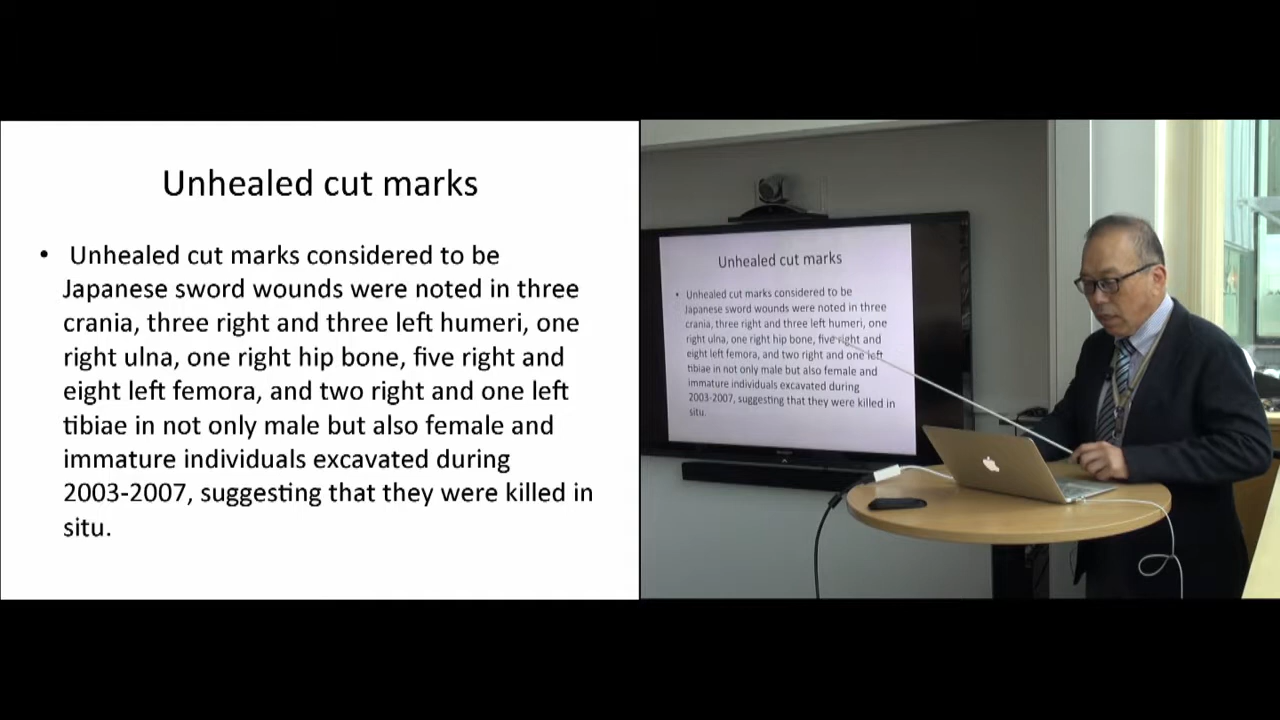 Unhealed cut marks
• Unhealed cut marks considered to be
Japanese sword wounds were noted in three
crania, three right and three left humeri, one
right ulna, one right hip bone, five right and
eight left femora, and two right and one left
tibiae in not only male but also female and
immature individuals excavated during
2003-2007, suggesting that they were killed in
situ.
Unhealed cut marks
• Unhealed cut marks considered to be
Japanese sword wounds were noted in three
crania, three right and three left humeri, one
right ulna, one right hip bone, five right and
eight left femora, and two right and one left
tibiae in not only male but also female and
immature individuals excavated during
2003-2007, suggesting that they were killed in
situ.